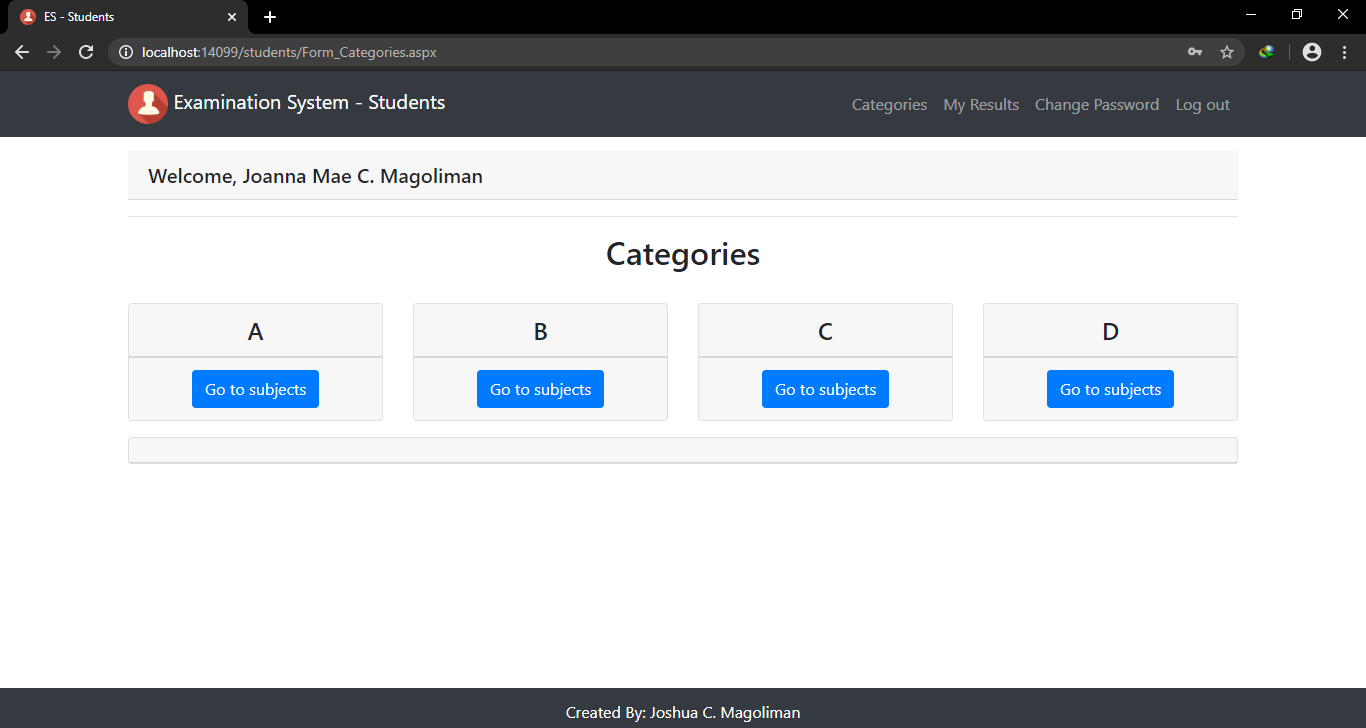 ES - Students
localhost:14099/students/Form_Categories.aspx
Examination System - Students
Categories My Results Change Password Log out
Welcome, Joanna Mae C. Magoliman
Categories
A B C D
Go to subjects Go to subjects Go to subjects Go to subjects
Created By: Joshua C. Magoliman